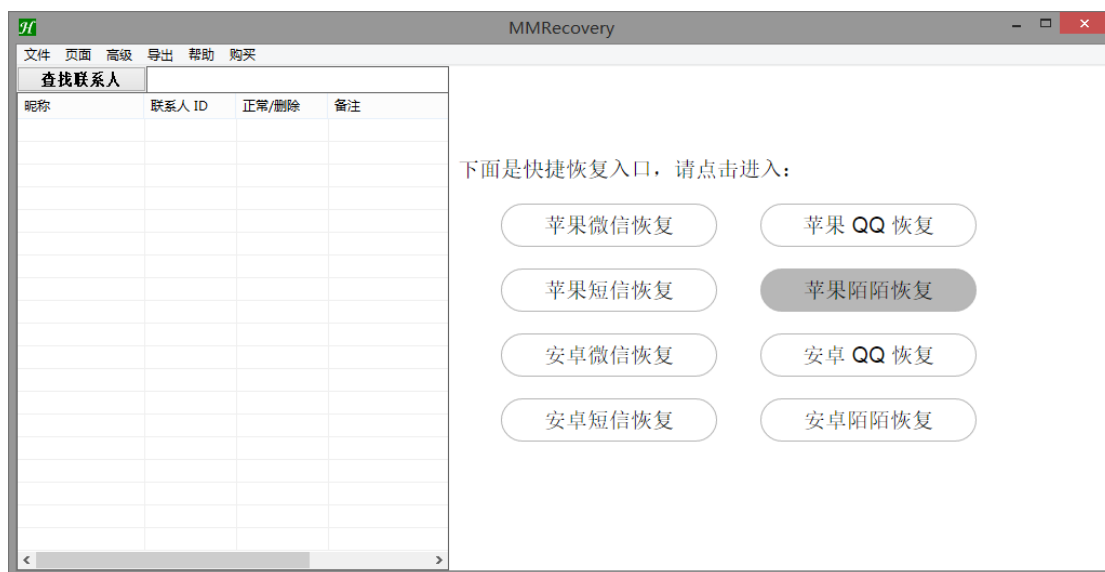 MMRecovery
文件 页面 高级 导出 帮助 购买
查找联系人
昵称 联系人 ID 正常/删除 备注
下面是快捷恢复入口，请点击进入：
苹果微信恢复 苹果 QQ 恢复
苹果短信恢复 苹果陌陌恢复
安卓微信恢复 安卓 QQ 恢复
安卓短信恢复 安卓陌陌恢复